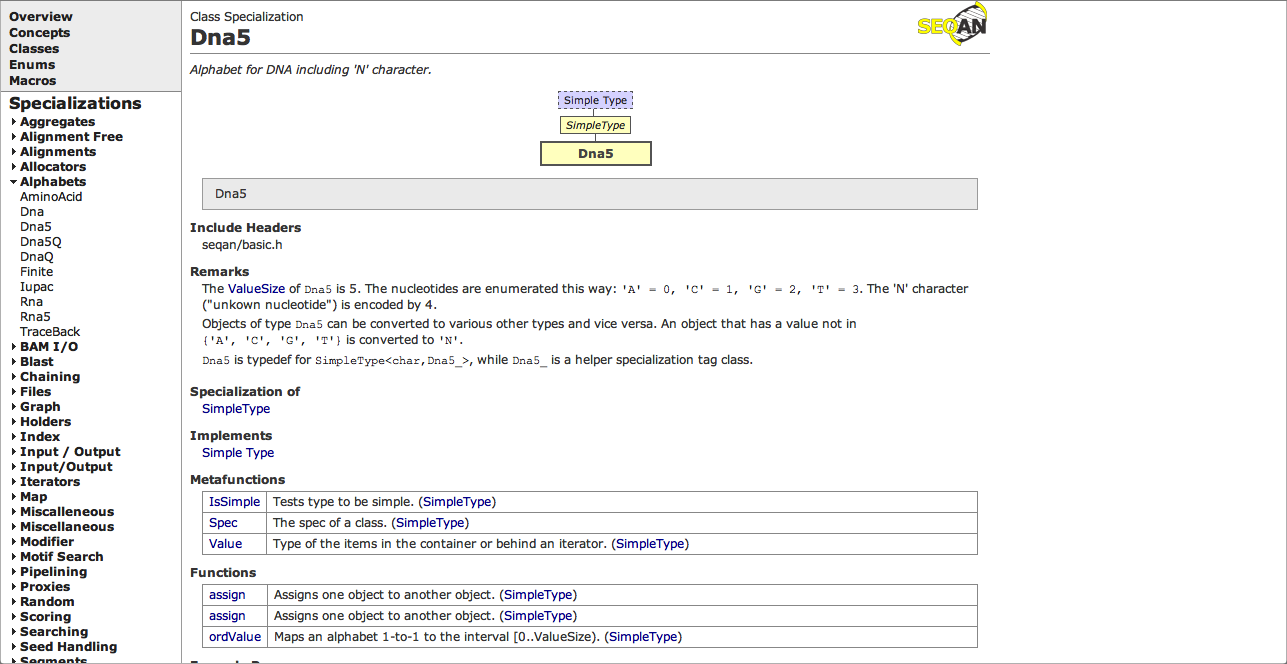 Overview
Concepts
Classes
Enums
Macros
Specializations
Aggregates
Alignment Free
Alignments
Allocators
Alphabets
AminoAcid
Dna
Dna5
Dna5Q
DnaQ
Finite
Iupac
Rna
Rna5
TraceBack
BAM I/O
Blast
Chaining
Files
Graph
Holders
Index
Input / Output
Input/Output
Iterators
Map
Miscalleneous
Miscellaneous
Modifier
Motif Search
Pipelining
Proxies
Random
Scoring
Searching
Seed Handling
Segments
Class Specialization
SEQAN
Dna5
Alphabet for DNA including 'N' character.
Simple Type
SimpleType
Dna5
Dna5
Include Headers
seqan/basic.h
Remarks
The ValueSize of Dna5 is 5. The nucleotides are enumerated this way: 'A' = 0, 'C' = 1, 'G' = 2, 'T' = 3. The 'N' character
("unkown nucleotide") is encoded by 4.
Objects of type Dna5 can be converted to various other types and vice versa. An object that has a value not in
{'A', 'C', 'G', 'T'} is converted to 'N'.
Dna5 is typedef for SimpleType<char,Dna5_>, while Dna5_ is a helper specialization tag class.
Specialization of
SimpleType
Implements
Simple Type
Metafunctions
IsSimple Tests type to be simple. (SimpleType)
Spec The spec of a class. (SimpleType)
Value Type of the items in the container or behind an iterator. (SimpleType)
Functions
assign Assigns one object to another object. (SimpleType)
assign Assigns one object to another object. (SimpleType)
ordValue Maps an alphabet 1-to-1 to the interval [0..ValueSize). (SimpleType)